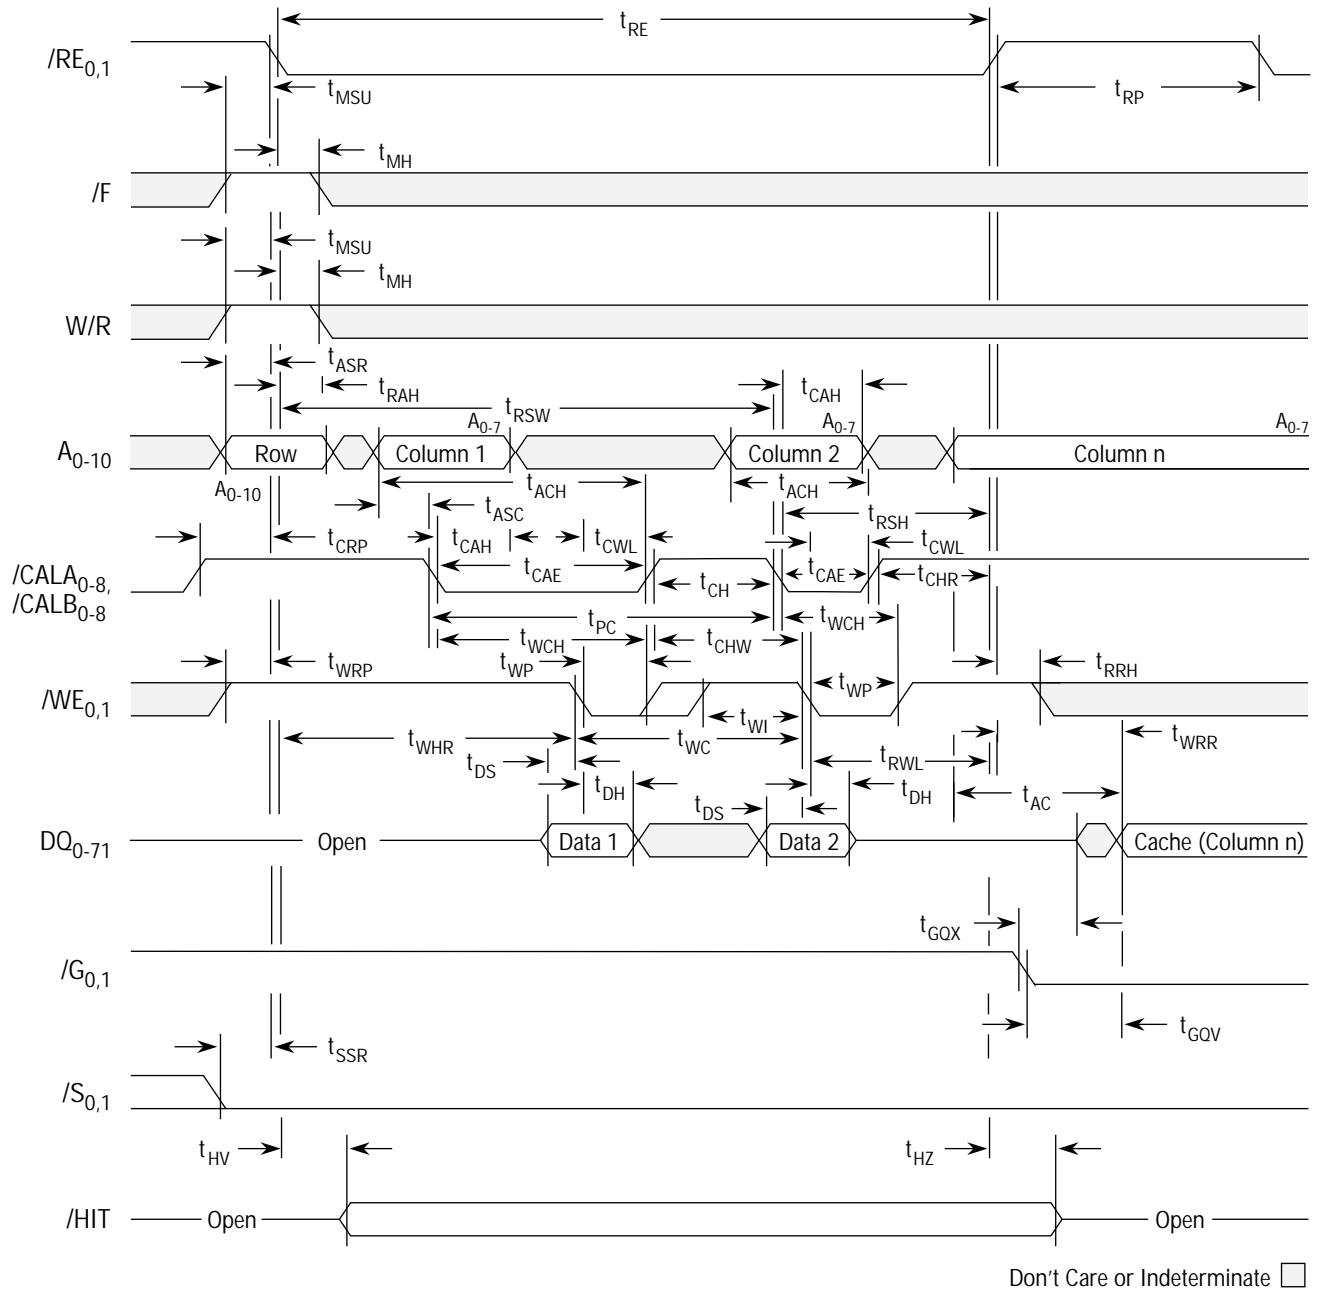 tRE
/RE0,1
tMSU
tRP
tMH
/F
tMSU
tMH
W/R
tASR
tRAH
tCAH
tRSW
A0-7
A0-7
A0-7
A0-10
Row
Column 1
Column 2
Column n
A0-10
tACH
tACH
tASC
tRSH
tCRP
tCAH
tCWL
tCWL
/CALA0-8,
/CALB0-8
tCAE
tCH
tCAE
tCHR
tPC
tWCH
tWCH
tCHW
tWRP
tWP
tRRH
/WE0,1
tWP
tWI
tWHR
tWC
tWRR
tDS
tRWL
tDH
tDS
tDH
tAC
DQ0-71
Open
Data 1
Data 2
Cache (Column n)
tGQX
/G0,1
tGQV
tSSR
/S0,1
tHV
tHZ
/HIT
Open
Open
Don't Care or Indeterminate